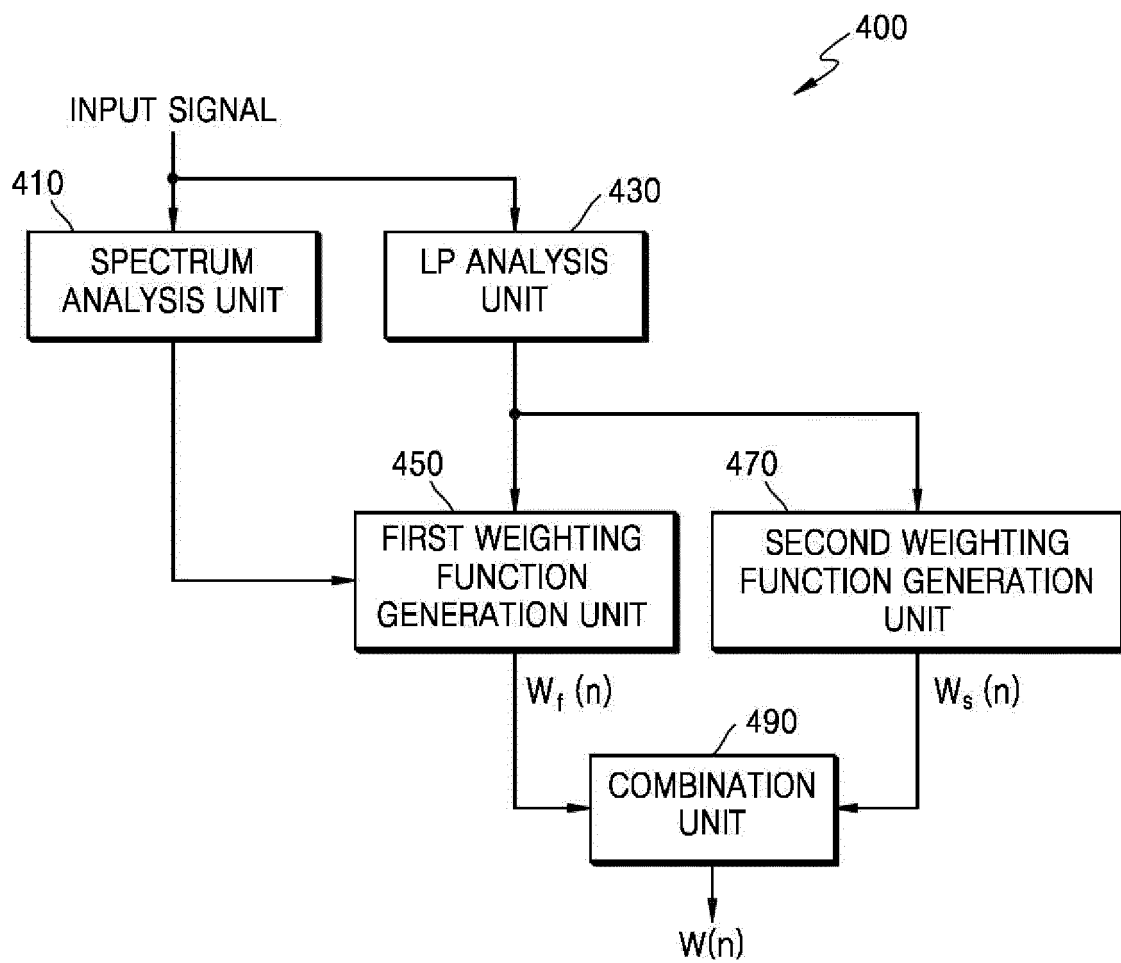 400
INPUT SIGNAL
410
430
SPECTRUM
ANALYSIS UNIT
LP ANALYSIS
UNIT
450
470
FIRST WEIGHTING
FUNCTION
GENERATION UNIT
SECOND WEIGHTING
FUNCTION GENERATION
UNIT
Wf (n)
Ws (n)
490
COMBINATION
UNIT
W(n)